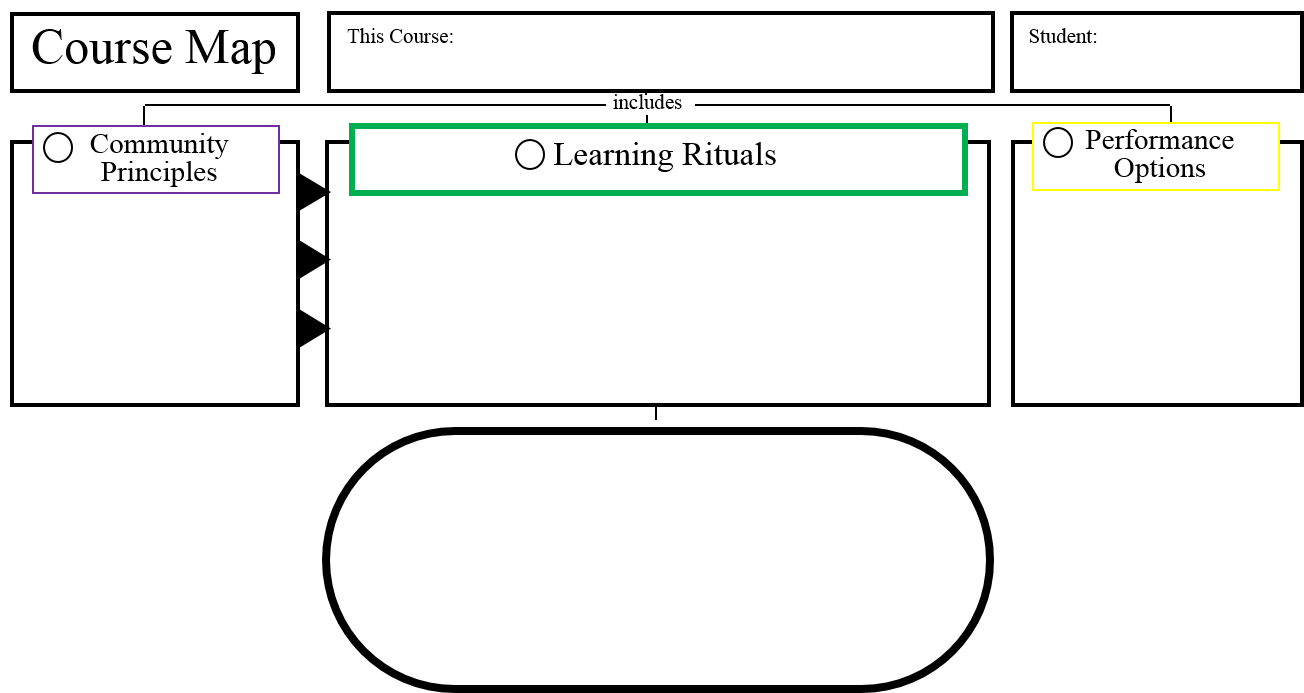 Course Map
This Course:
Student:
includes
Community
Principles
Learning Rituals
Performance
Options